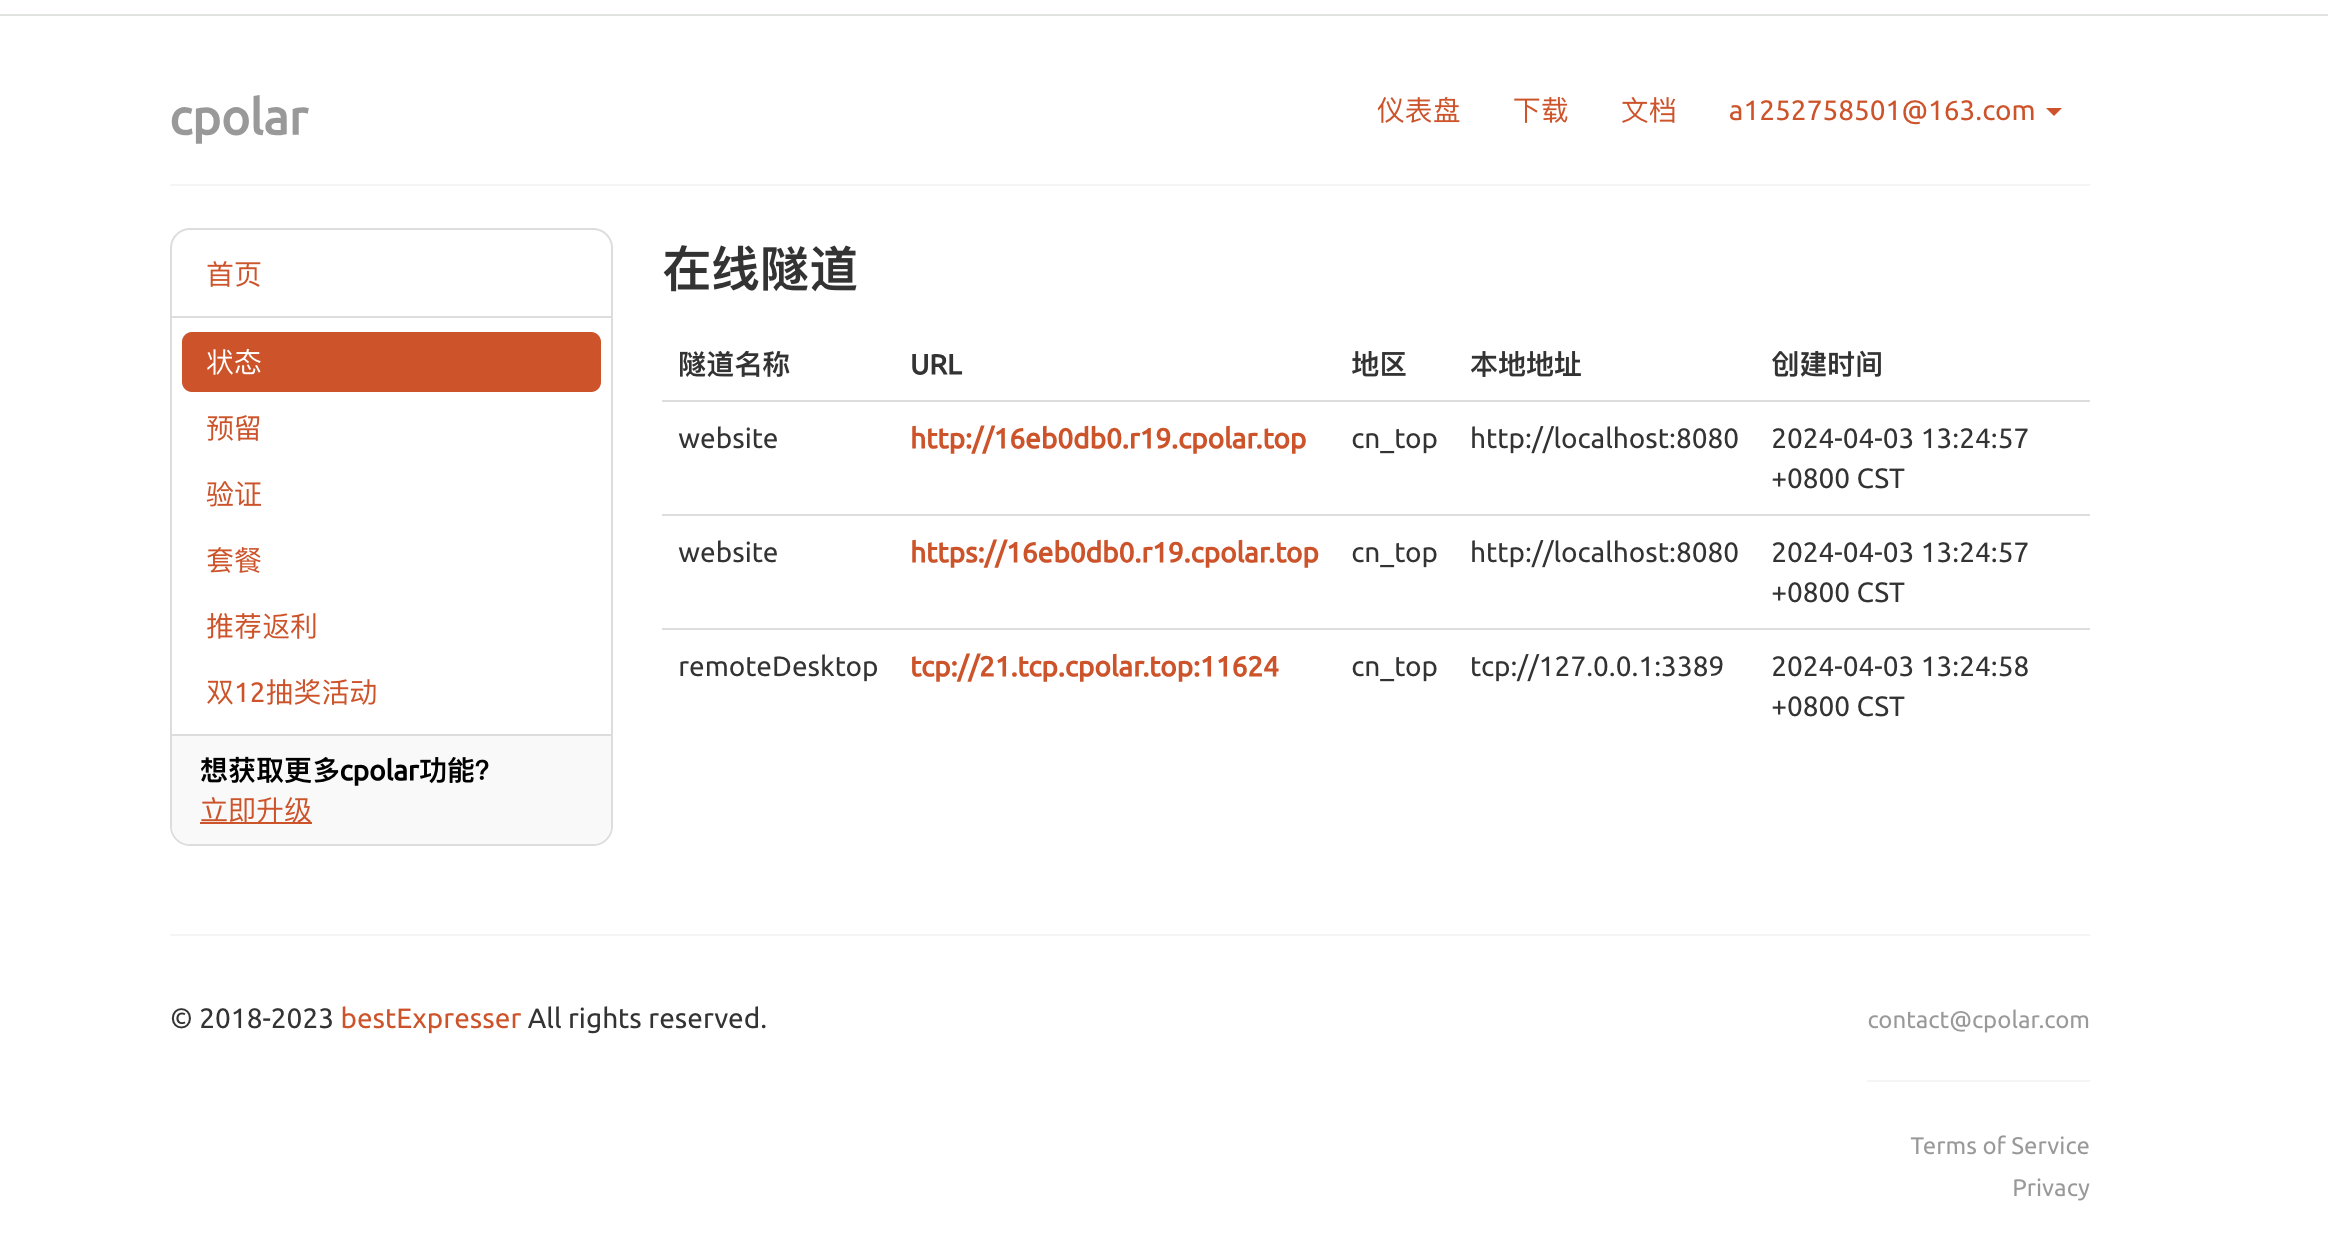 cpolar
仪表盘 下载 文档 a1252758501@163.com
首页
状态
预留
验证
套餐
推荐返利
双12抽奖活动
想获取更多cpolar功能?
立即升级
在线隧道
隧道名称 URL 地区 本地地址 创建时间
website http://16eb0db0.r19.cpolar.top cn_top http://localhost:8080 2024-04-03 13:24:57
+0800 CST
website https://16eb0db0.r19.cpolar.top cn_top http://localhost:8080 2024-04-03 13:24:57
+0800 CST
remoteDesktop tcp://21.tcp.cpolar.top:11624 cn_top tcp://127.0.0.1:3389 2024-04-03 13:24:58
+0800 CST
© 2018-2023 bestExpresser All rights reserved.
contact@cpolar.com
Terms of Service
Privacy